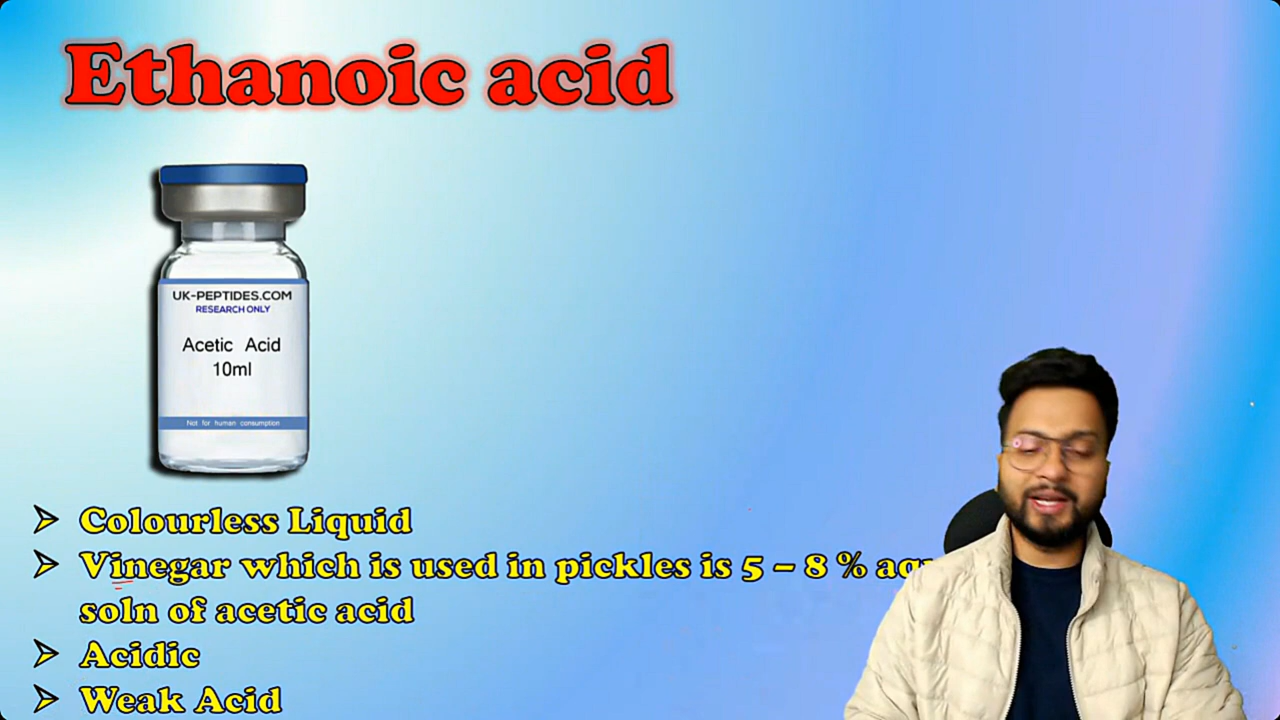 Ethanoic acid
UK-PEPTIDES.COM
RESEARCH ONLY
Acetic Acid
10ml
Not for human consumption
Colourless Liquid
Vinegar which is used in pickles is 5 – 8 %
soln of acetic acid
Acidic
Weak Acid